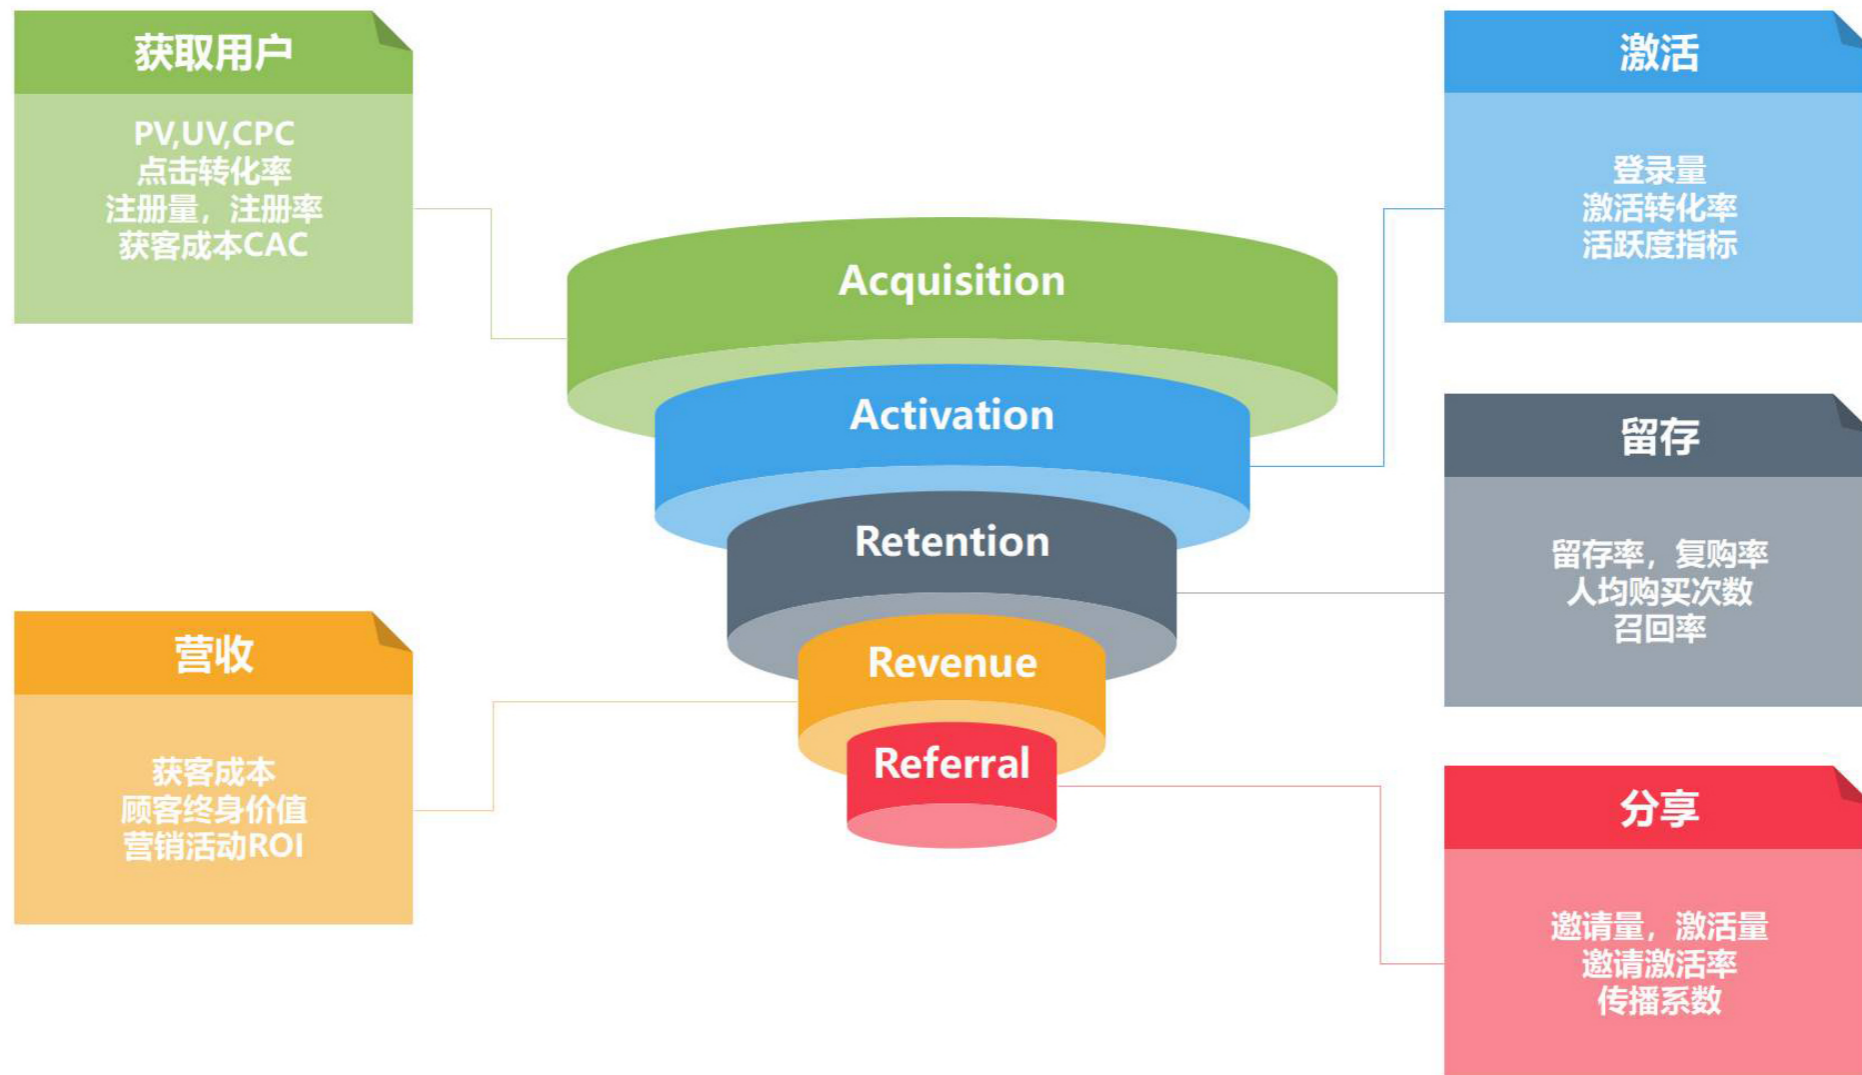 获取用户
PV,UV,CPC
点击转化率
注册量，注册率
获客成本CAC
激活
登录量
激活转化率
活跃度指标
Acquisition
Activation
Retention
Revenue
Referral
留存
留存率，复购率
人均购买次数
召回率
营收
获客成本
顾客终身价值
营销活动ROI
分享
邀请量，激活量
邀请激活率
传播系数